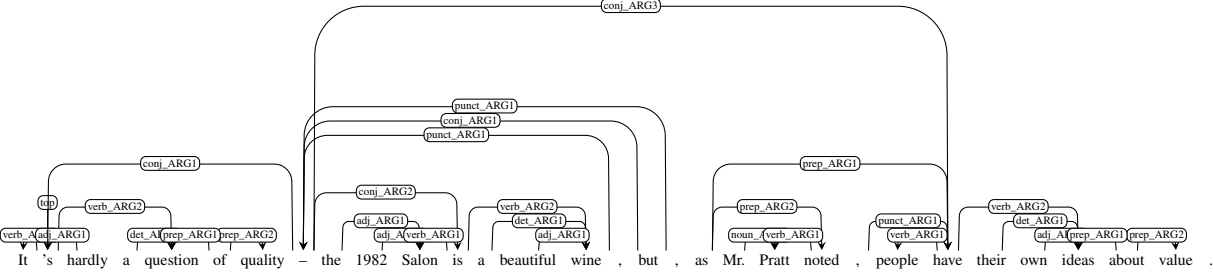 conj_ARG3
punct_ARG1
conj_ARG1
punct_ARG1
conj_ARG1 prep_ARG1
conj_ARG2
top verb_ARG2 verb_ARG2 prep_ARG2 verb_ARG2
adj_ARG1 det_ARG1 punct_ARG1 det_ARG1
adj_ARG1 prep_ARG1 prep_ARG2 verb_ARG1 adj_ARG1 verb_ARG1 verb_ARG1 prep_ARG1 prep_ARG2
It 's hardly a question of quality – the 1982 Salon is a beautiful wine , but , as Mr. Pratt noted , people have their own ideas about value .